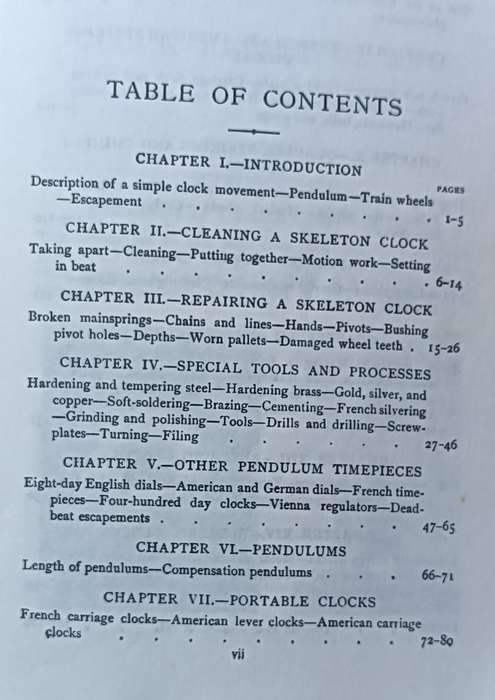 TABLE OF CONTENTS
CHAPTER I.—INTRODUCTION
PAGES
Description of a simple clock movement—Pendulum—Train wheels
—Escapement . . . . . . . . . 1-5
CHAPTER II.—CLEANING A SKELETON CLOCK
Taking apart—Cleaning—Putting together—Motion work—Setting
in beat . . . . . . . . . 6-14
CHAPTER III.—REPAIRING A SKELETON CLOCK
Broken mainsprings—Chains and lines—Hands—Pivots—Bushing
pivot holes—Depths—Worn pallets—Damaged wheel teeth . 15-26
CHAPTER IV.—SPECIAL TOOLS AND PROCESSES
Hardening and tempering steel—Hardening brass—Gold, silver, and
copper—Soft-soldering—Brazing—Cementing—French silvering
—Grinding and polishing—Tools—Drills and drilling—Screw-
plates—Turning—Filing . . . . . . 27-46
CHAPTER V.—OTHER PENDULUM TIMEPIECES
Eight-day English dials—American and German dials—French time-
pieces—Four-hundred day clocks—Vienna regulators—Dead-
beat escapements . . . . . . . . 47-65
CHAPTER VI.—PENDULUMS
Length of pendulums—Compensation pendulums . . . 66-71
CHAPTER VII.—PORTABLE CLOCKS
French carriage clocks—American lever clocks—American carriage
clocks . . . . . . . . . 72-80
vii